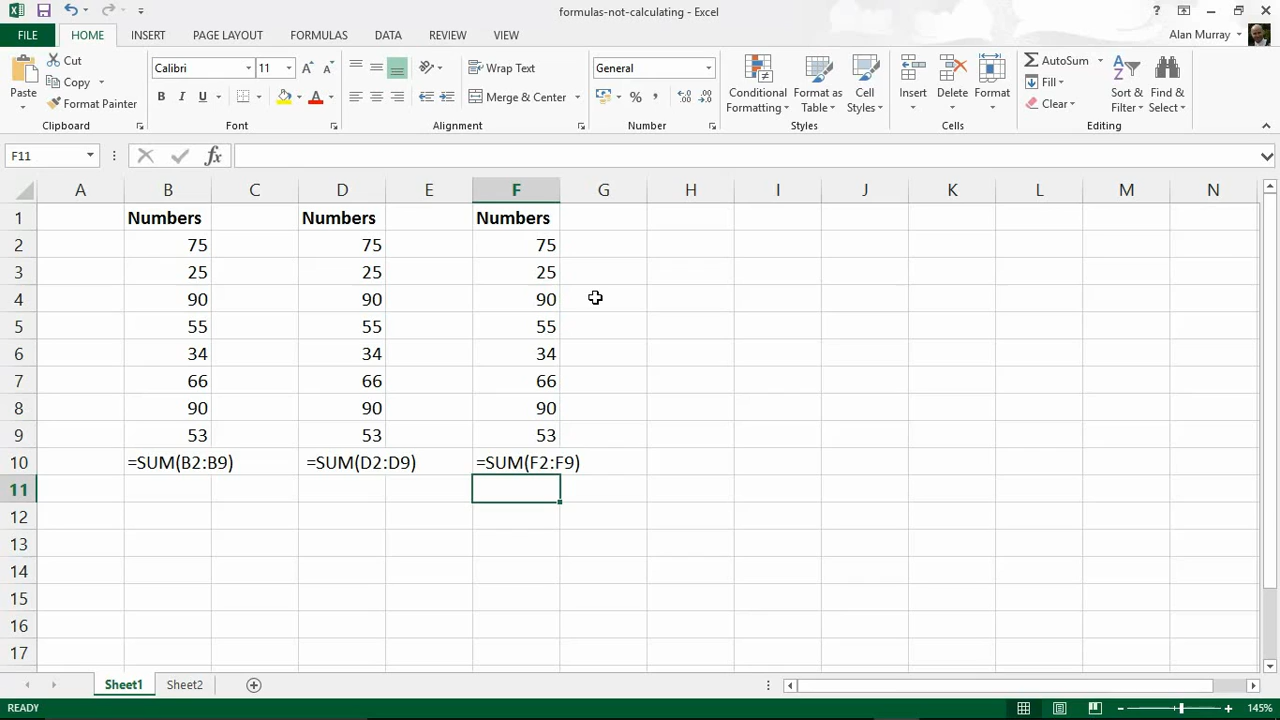 formulas-not-calculating - Excel
FILE HOME INSERT PAGE LAYOUT FORMULAS DATA REVIEW VIEW Alan Murray
Paste
Cut
Copy
Format Painter
Clipboard
Calibri 11
B I U A
Font
Wrap Text
Merge & Center
Alignment
General
%
Number
Conditional Formatting
Format as Table
Cell Styles
Styles
Insert Delete Format
Cells
AutoSum
Fill
Clear
Sort & Filter
Find & Select
Editing
F11 fx
A B C D E F G H I J K L M N
1 Numbers Numbers Numbers
2 75 75 75
3 25 25 25
4 90 90 90
5 55 55 55
6 34 34 34
7 66 66 66
8 90 90 90
9 53 53 53
10 =SUM(B2:B9) =SUM(D2:D9) =SUM(F2:F9)
11
12
13
14
15
16
17
Sheet1 Sheet2
READY 145%